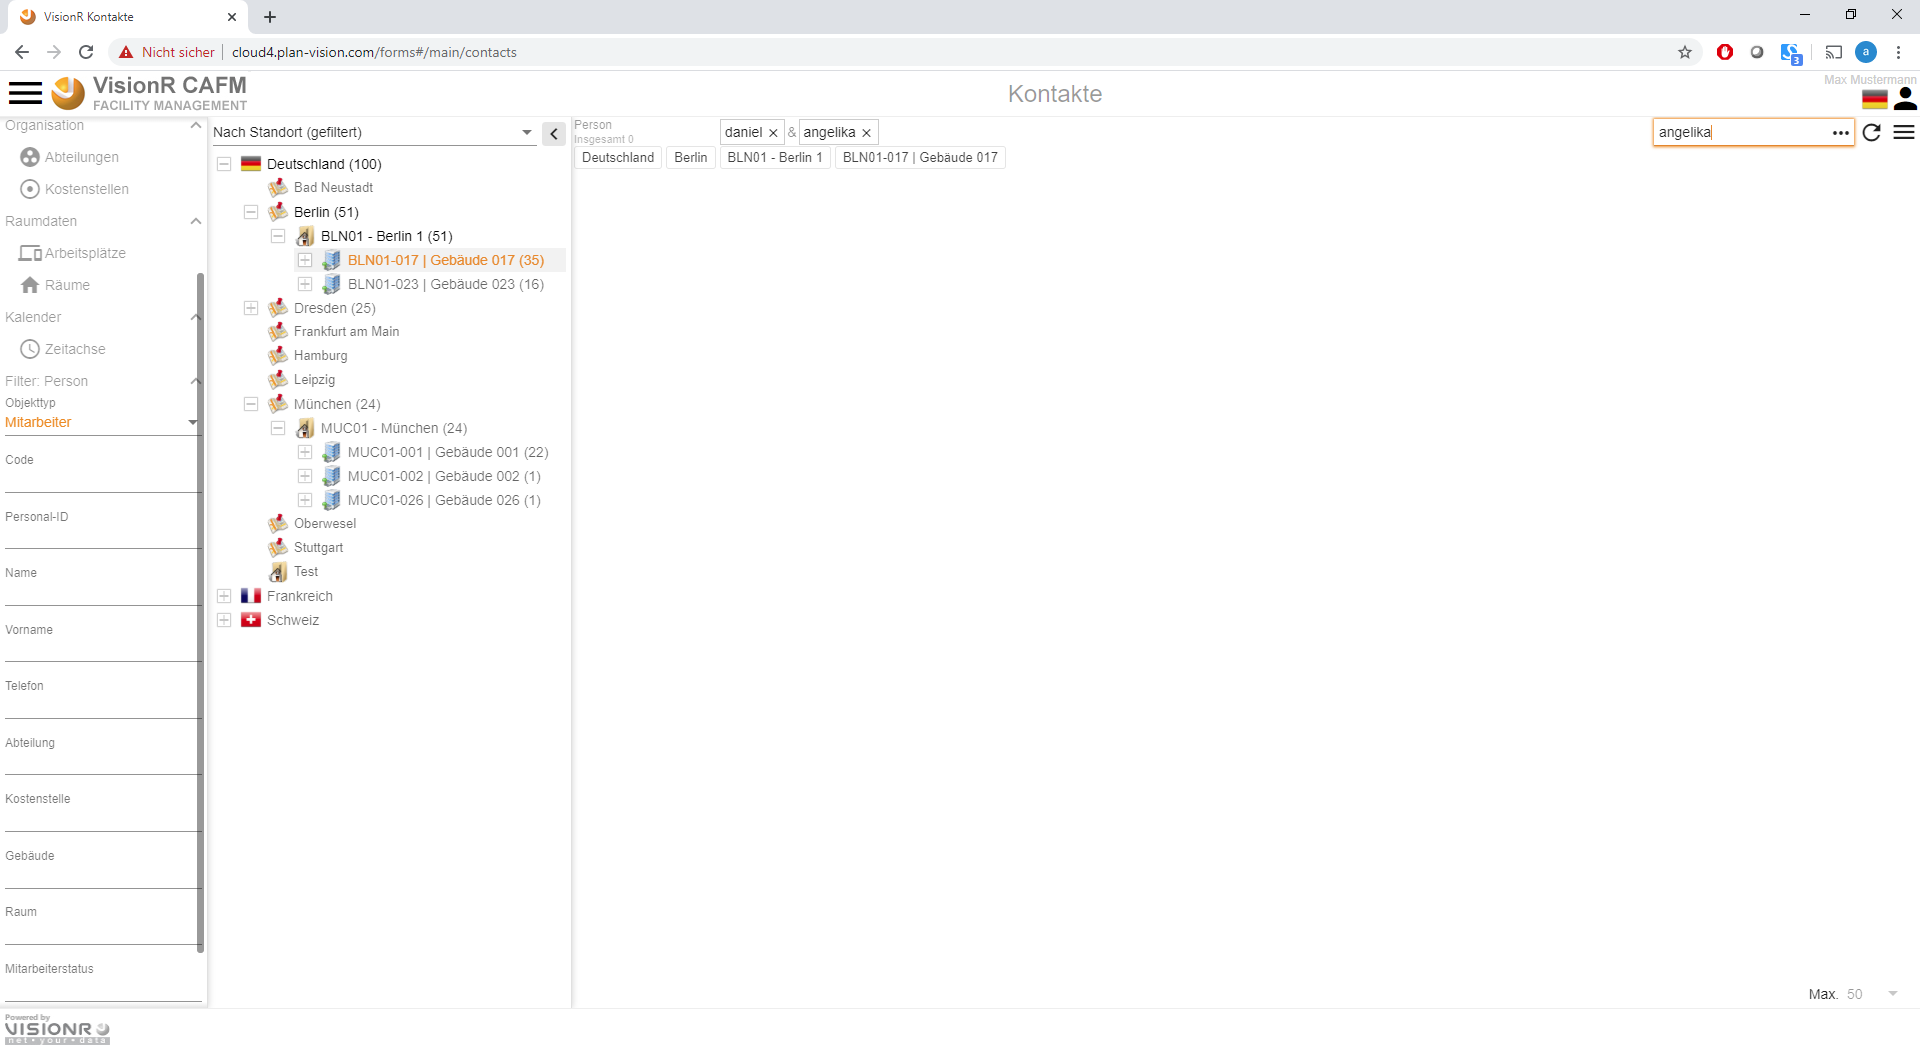 VisionR Kontakte
Nicht sicher
cloud4.plan-vision.com/forms#/main/contacts
3
a
VisionR CAFM
FACILITY MANAGEMENT
Kontakte
Max Mustermann
Organisation
Abteilungen
Kostenstellen
Raumdaten
Arbeitsplätze
Räume
Kalender
Zeitachse
Filter: Person
Objekttyp
Mitarbeiter
Code
Personal-ID
Name
Vorname
Telefon
Abteilung
Kostenstelle
Gebäude
Raum
Mitarbeiterstatus
Nach Standort (gefiltert)
Deutschland (100)
Bad Neustadt
Berlin (51)
BLN01 - Berlin 1 (51)
BLN01-017 | Gebäude 017 (35)
BLN01-023 | Gebäude 023 (16)
Dresden (25)
Frankfurt am Main
Hamburg
Leipzig
München (24)
MUC01 - München (24)
MUC01-001 | Gebäude 001 (22)
MUC01-002 | Gebäude 002 (1)
MUC01-026 | Gebäude 026 (1)
Oberwesel
Stuttgart
Test
Frankreich
Schweiz
Person
Insgesamt 0
daniel & angelika
Deutschland Berlin BLN01 - Berlin 1 BLN01-017 | Gebäude 017
angelika
Max. 50
Powered by
VISIONR
net • your • data